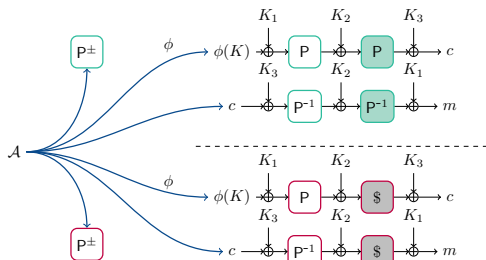 K₁ K₂ K₃
P± ϕ ϕ(K) P P c
K₃ K₂ K₁
c P⁻¹ P⁻¹ m
𝒜
K₁ K₂ K₃
ϕ ϕ(K) P $ c
K₃ K₂ K₁
P± c P⁻¹ $ m